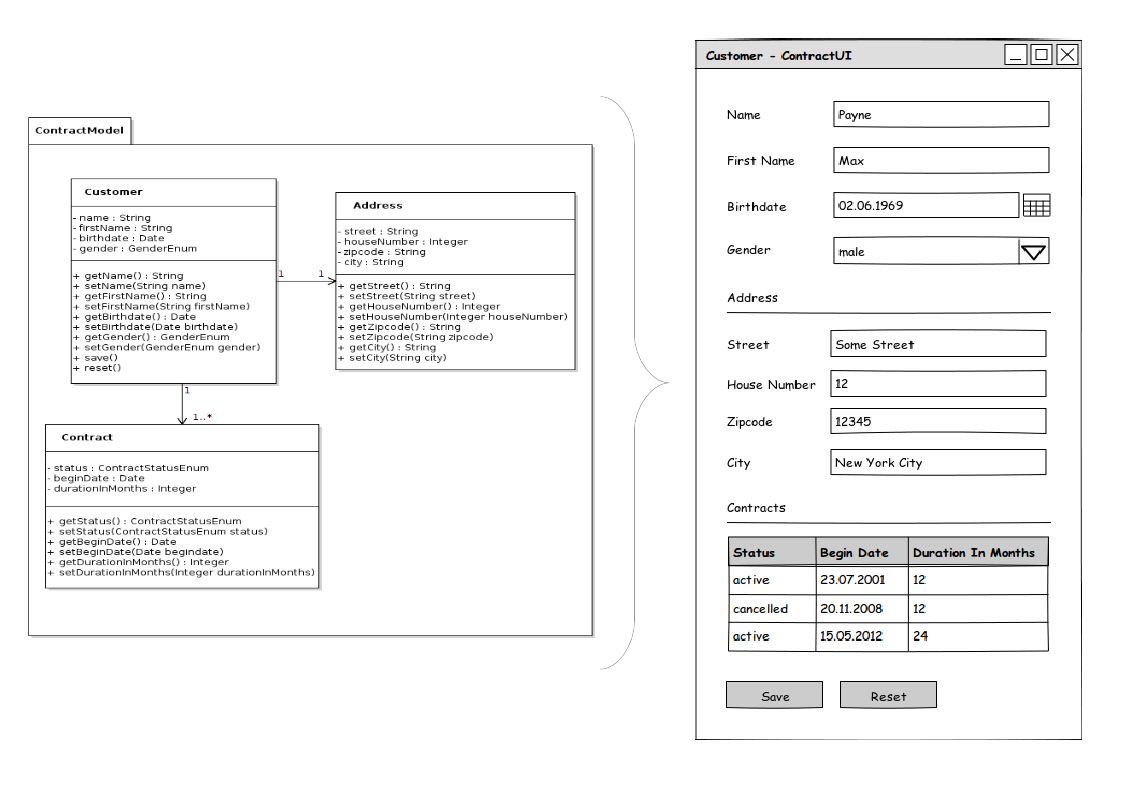 ContractModel
Customer
- name : String
- firstName : String
- birthdate : Date
- gender : GenderEnum
+ getName() : String
+ setName(String name)
+ getFirstName() : String
+ setFirstName(String firstName)
+ getBirthdate() : Date
+ setBirthdate(Date birthdate)
+ getGender() : GenderEnum
+ setGender(GenderEnum gender)
+ save()
+ reset()
1
1
Address
- street : String
- houseNumber : Integer
- zipcode : String
- city : String
+ getStreet() : String
+ setStreet(String street)
+ getHouseNumber() : Integer
+ setHouseNumber(Integer houseNumber)
+ getZipcode() : String
+ setZipcode(String zipcode)
+ getCity() : String
+ setCity(String city)
1
1..*
Contract
- status : ContractStatusEnum
- beginDate : Date
- durationInMonths : Integer
+ getStatus() : ContractStatusEnum
+ setStatus(ContractStatusEnum status)
+ getBeginDate() : Date
+ setBeginDate(Date begindate)
+ getDurationInMonths() : Integer
+ setDurationInMonths(Integer durationInMonths)
Customer - ContractUI
Name Payne
First Name Max
Birthdate 02.06.1969
Gender male
Address
Street Some Street
House Number 12
Zipcode 12345
City New York City
Contracts
Status Begin Date Duration In Months
active 23.07.2001 12
cancelled 20.11.2008 12
active 15.05.2012 24
Save Reset